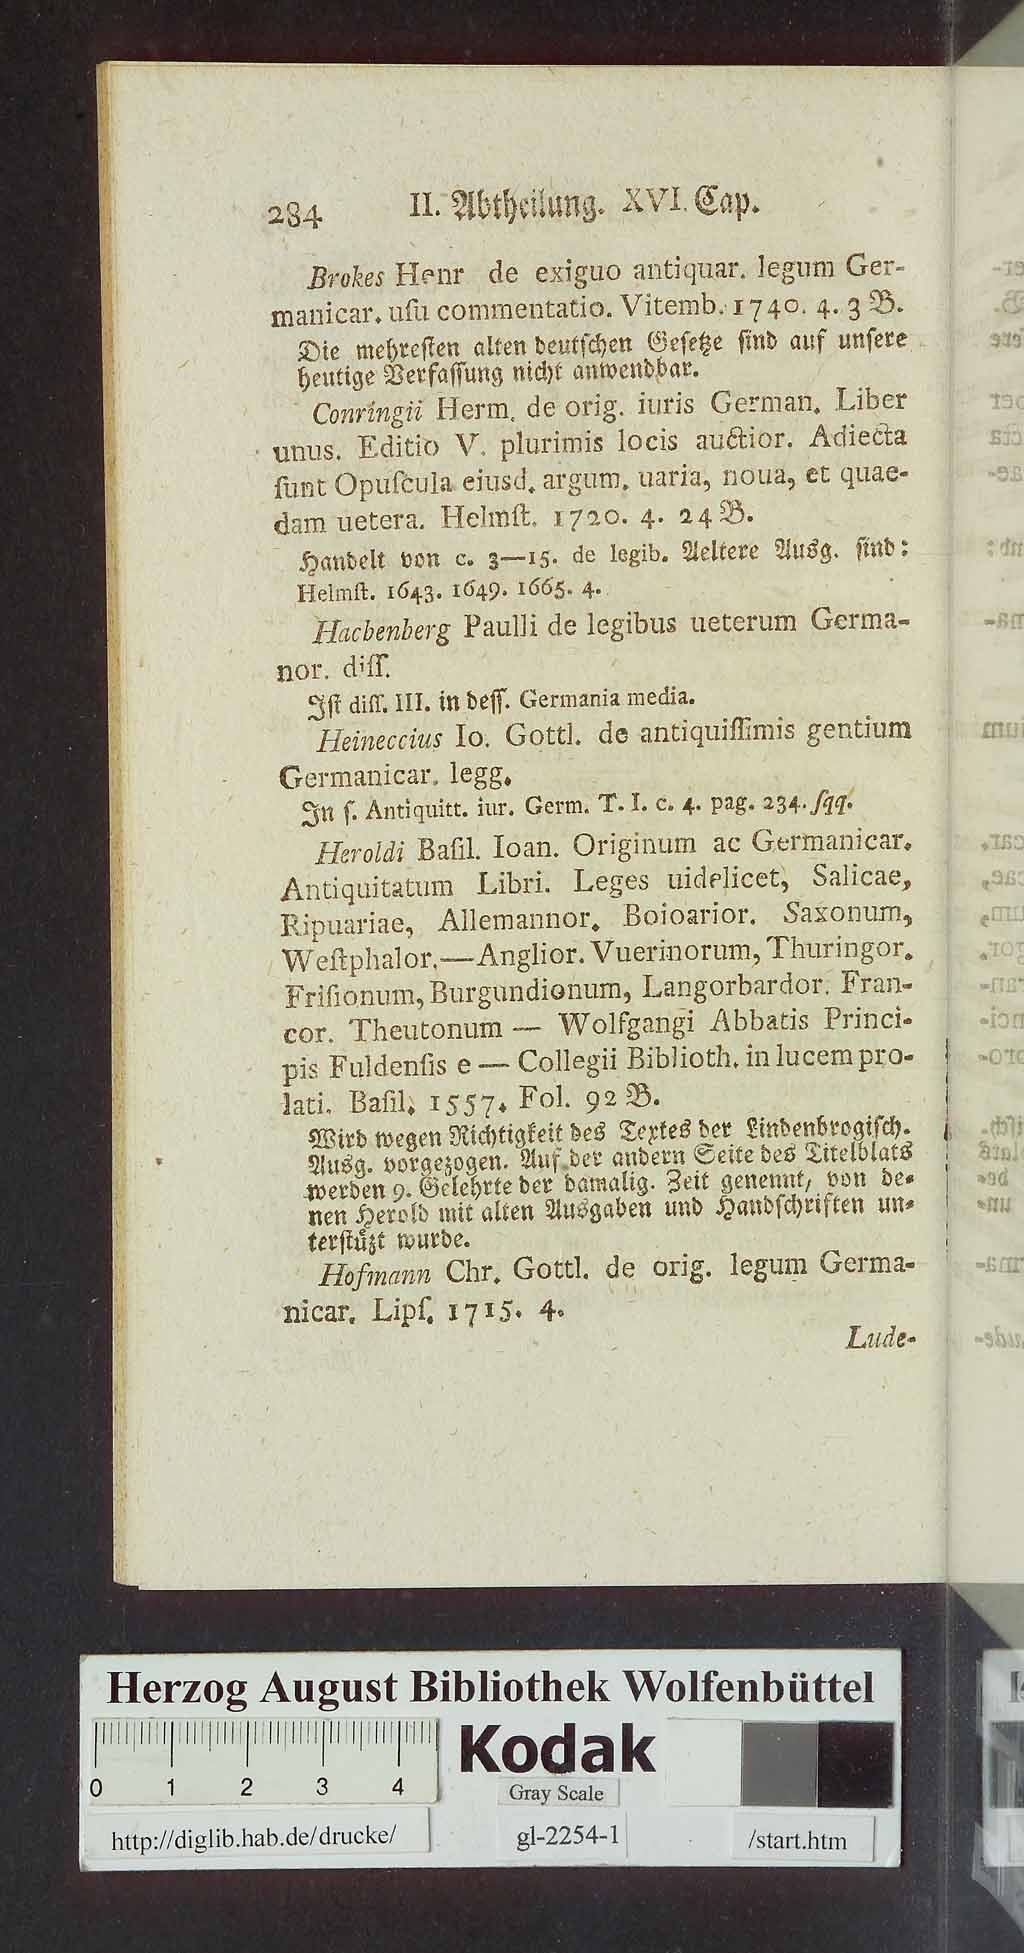 284 II. Abtheilung. XVI. Cap.
Brokes Henr de exiguo antiquar. legum Ger-
manicar. uſu commentatio. Vitemb. 1740. 4. 3 B.
Die mehreſten alten deutſchen Geſetze ſind auf unſere
heutige Verfaſſung nicht anwendbar.
Conringii Herm. de orig. iuris German. Liber
unus. Editio V. plurimis locis auctior. Adiecta
ſunt Opuſcula eiusd. argum. uaria, noua, et quae-
dam uetera. Helmſt. 1720. 4. 24 B.
Handelt von c. 3—15. de legib. Aeltere Ausg. ſind:
Helmſt. 1643. 1649. 1665. 4.
Hachenberg Paulli de legibus ueterum Germa-
nor. diſſ.
Iſt diſſ. III. in deſſ. Germania media.
Heineccius Io. Gottl. de antiquiſſimis gentium
Germanicar. legg.
In ſ. Antiquitt. iur. Germ. T. I. c. 4. pag. 234. ſqq.
Heroldi Baſil. Ioan. Originum ac Germanicar.
Antiquitatum Libri. Leges uidelicet, Salicae,
Ripuariae, Allemannor. Boioarior. Saxonum,
Weſtphalor.—Anglior. Vuerinorum, Thuringor.
Friſionum, Burgundionum, Langorbardor. Fran-
cor. Theutonum — Wolfgangi Abbatis Princi-
pis Fuldenſis e — Collegii Biblioth. in lucem pro-
lati. Baſil. 1557. Fol. 92 B.
Wird wegen Richtigkeit des Textes der Lindenbrogiſch.
Ausg. vorgezogen. Auf der andern Seite des Titelblats
werden 9. Gelehrte der damalig. Zeit genennt, von de-
nen Herold mit alten Ausgaben und Handſchriften un-
terſtüzt wurde.
Hofmann Chr. Gottl. de orig. legum Germa-
nicar. Lipſ. 1715. 4.
Lude-
Herzog August Bibliothek Wolfenbüttel
0 1 2 3 4
Kodak
Gray Scale
http://diglib.hab.de/drucke/ gl-2254-1 /start.htm